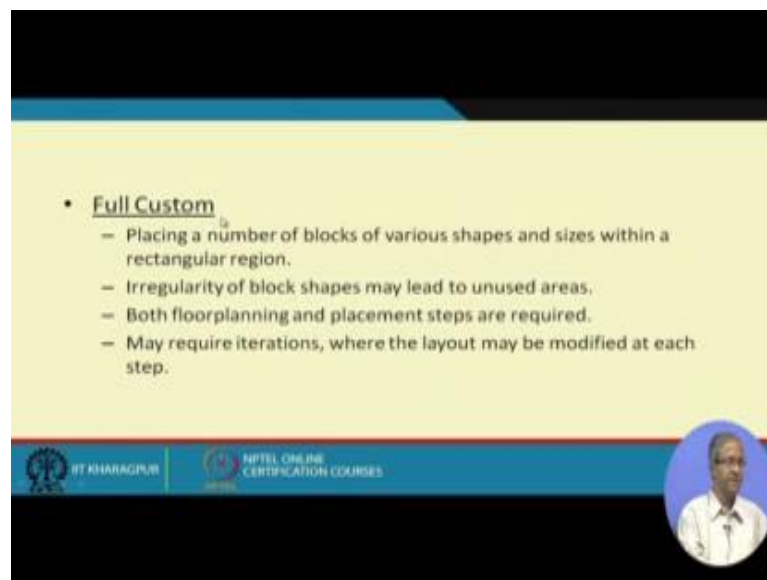 • Full Custom
– Placing a number of blocks of various shapes and sizes within a
rectangular region.
– Irregularity of block shapes may lead to unused areas.
– Both floorplanning and placement steps are required.
– May require iterations, where the layout may be modified at each
step.
IIT KHARAGPUR
NPTEL ONLINE
CERTIFICATION COURSES